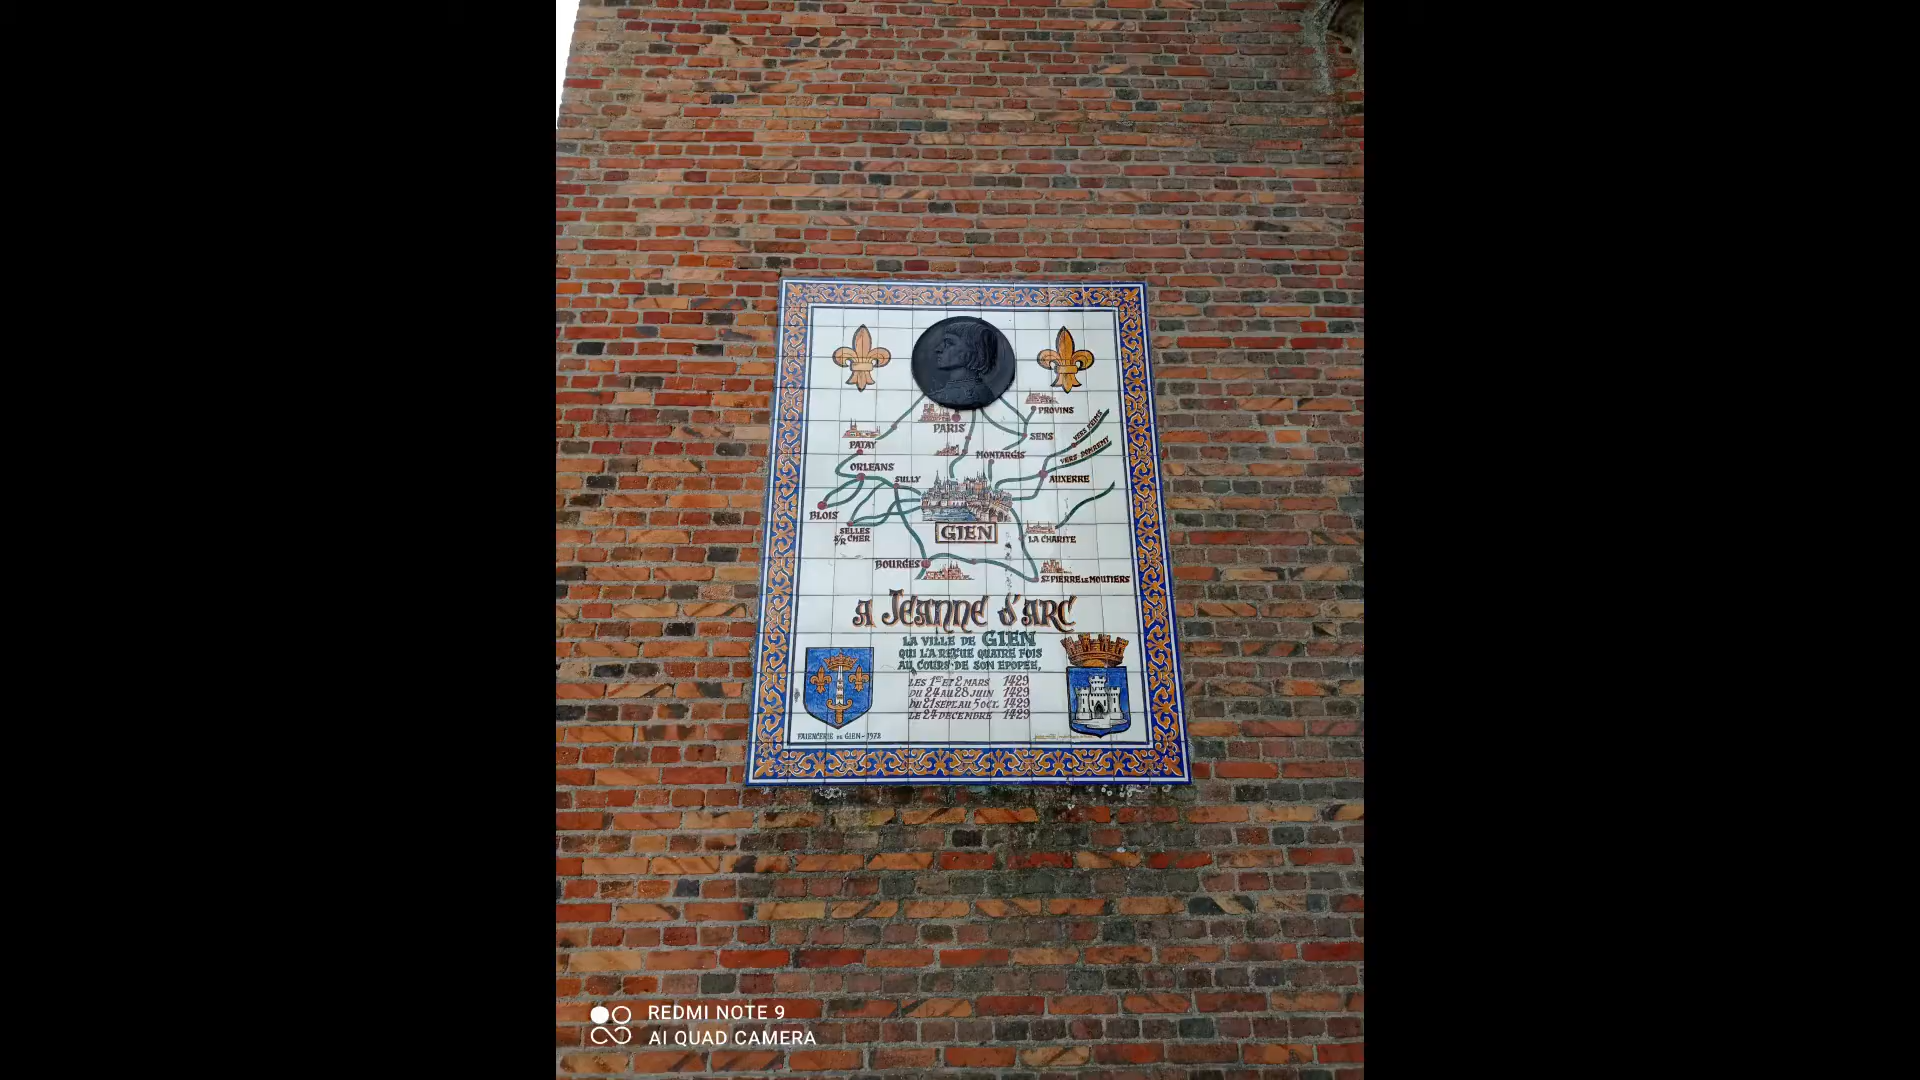 PROVINS
PARIS
VERS REIMS
SENS
PATAY
VERS DOMREMY
MONTARGIS
ORLEANS
SULLY
AUXERRE
BLOIS
SELLES
S/R CHER
GIEN
LA CHARITE
BOURGES
ST PIERRE LE MOUTIERS
A JEANNE d'ARC
LA VILLE DE GIEN
QUI L'A REÇUE QUATRE FOIS
AU COURS DE SON EPOPEE,
LES 1ER ET 2 MARS 1429
DU 24 AU 28 JUIN 1429
DU 21 SEPT. AU 5 OCT. 1429
LE 24 DECEMBRE 1429
FAIENCERIE DE GIEN - 1972
REDMI NOTE 9
AI QUAD CAMERA